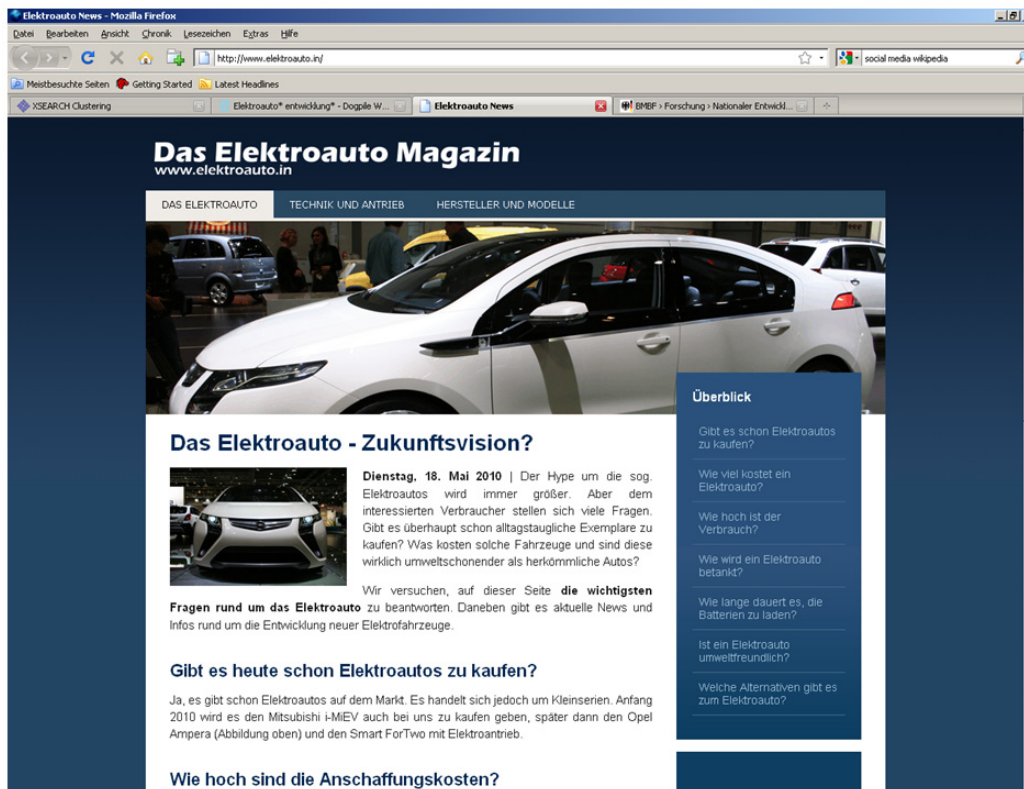 Elektroauto News - Mozilla Firefox
Datei Bearbeiten Ansicht Chronik Lesezeichen Extras Hilfe
http://www.elektroauto.in/
social media wikipedia
Meistbesuchte Seiten Getting Started Latest Headlines
XSEARCH Clustering
Elektroauto* entwicklung* - Dogpile W...
Elektroauto News
BMBF › Forschung › Nationaler Entwickl...
Das Elektroauto Magazin
www.elektroauto.in
DAS ELEKTROAUTO TECHNIK UND ANTRIEB HERSTELLER UND MODELLE
Das Elektroauto - Zukunftsvision?
Dienstag, 18. Mai 2010 | Der Hype um die sog.
Elektroautos wird immer größer. Aber dem
interessierten Verbraucher stellen sich viele Fragen.
Gibt es überhaupt schon alltagstaugliche Exemplare zu
kaufen? Was kosten solche Fahrzeuge und sind diese
wirklich umweltschonender als herkömmliche Autos?
Wir versuchen, auf dieser Seite die wichtigsten
Fragen rund um das Elektroauto zu beantworten. Daneben gibt es aktuelle News und
Infos rund um die Entwicklung neuer Elektrofahrzeuge.
Gibt es heute schon Elektroautos zu kaufen?
Ja, es gibt schon Elektroautos auf dem Markt. Es handelt sich jedoch um Kleinserien. Anfang
2010 wird es den Mitsubishi i-MiEV auch bei uns zu kaufen geben, später dann den Opel
Ampera (Abbildung oben) und den Smart ForTwo mit Elektroantrieb.
Wie hoch sind die Anschaffungskosten?
Überblick
Gibt es schon Elektroautos
zu kaufen?
Wie viel kostet ein
Elektroauto?
Wie hoch ist der
Verbrauch?
Wie wird ein Elektroauto
betankt?
Wie lange dauert es, die
Batterien zu laden?
Ist ein Elektroauto
umweltfreundlich?
Welche Alternativen gibt es
zum Elektroauto?